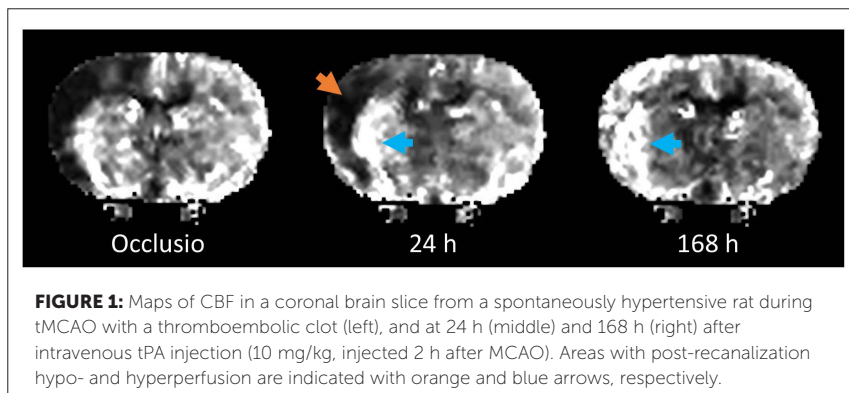 Occlusio
24 h
168 h
FIGURE 1: Maps of CBF in a coronal brain slice from a spontaneously hypertensive rat during
tMCAO with a thromboembolic clot (left), and at 24 h (middle) and 168 h (right) after
intravenous tPA injection (10 mg/kg, injected 2 h after MCAO). Areas with post-recanalization
hypo- and hyperperfusion are indicated with orange and blue arrows, respectively.